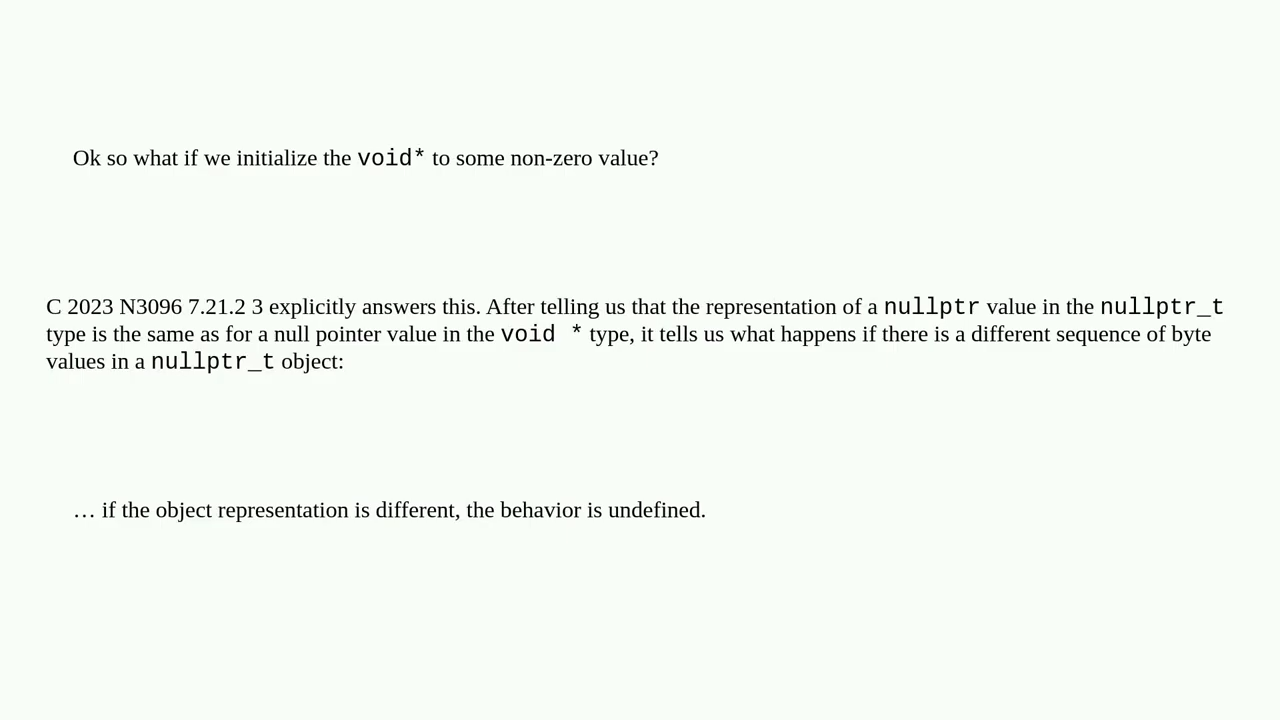 Ok so what if we initialize the void* to some non-zero value?
C 2023 N3096 7.21.2 3 explicitly answers this. After telling us that the representation of a nullptr value in the nullptr_t
type is the same as for a null pointer value in the void * type, it tells us what happens if there is a different sequence of byte
values in a nullptr_t object:
… if the object representation is different, the behavior is undefined.